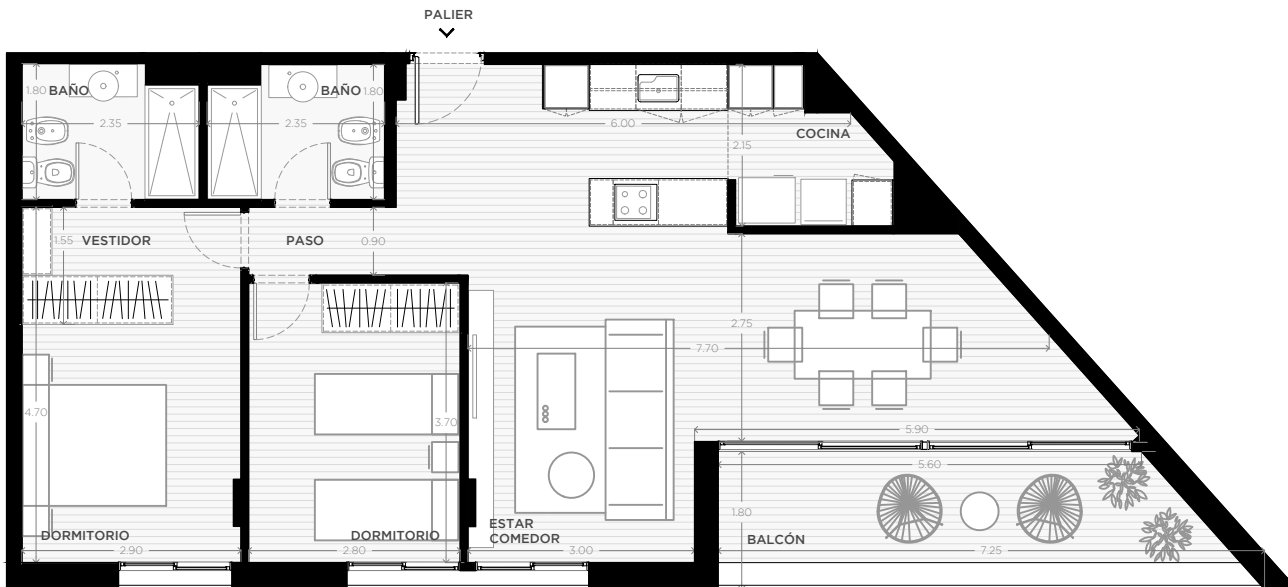 PALIER
1.80 BAÑO
BAÑO 1.80
2.35
2.35
6.00
COCINA
2.15
1.55 VESTIDOR
PASO
0.90
2.75
7.70
4.70
3.70
5.90
5.60
1.80
DORMITORIO
DORMITORIO
ESTAR
COMEDOR
BALCÓN
2.90
2.80
3.00
7.25